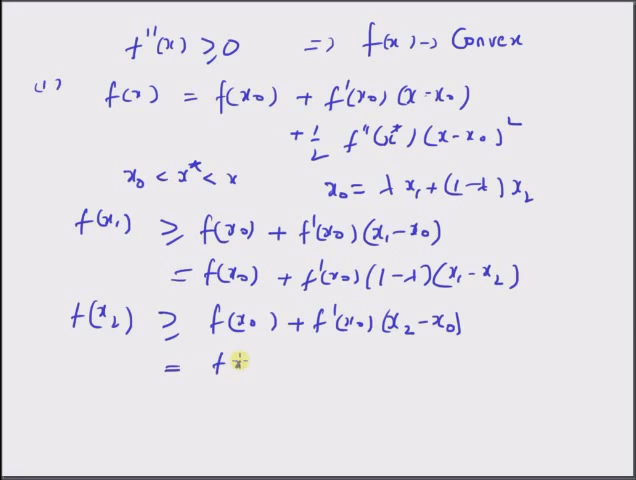 f''(x) ≥ 0 ⇒ f(x) → Convex
(1) f(x) = f(x₀) + f'(x₀) (x - x₀)
+ 1/2 f''(x*) (x - x₀)²
x₀ < x* < x x₀ = λ x₁ + (1-λ) x₂
f(x₁) ≥ f(x₀) + f'(x₀) (x₁ - x₀)
= f(x₀) + f'(x₀) (1-λ) (x₁ - x₂)
f(x₂) ≥ f(x₀) + f'(x₀) (x₂ - x₀)
= f